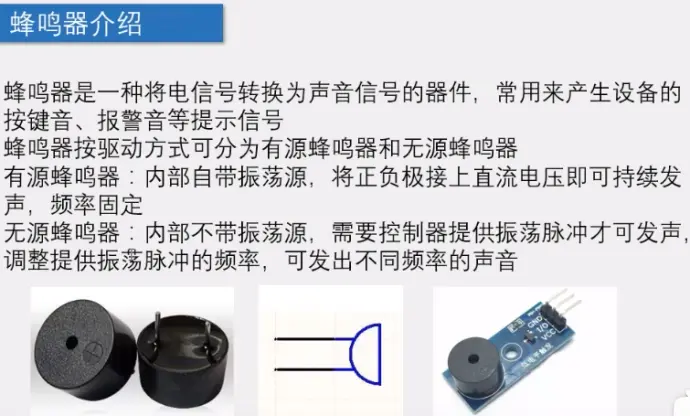 蜂鸣器介绍
蜂鸣器是一种将电信号转换为声音信号的器件，常用来产生设备的
按键音、报警音等提示信号
蜂鸣器按驱动方式可分为有源蜂鸣器和无源蜂鸣器
有源蜂鸣器：内部自带振荡源，将正负极接上直流电压即可持续发
声，频率固定
无源蜂鸣器：内部不带振荡源，需要控制器提供振荡脉冲才可发声，
调整提供振荡脉冲的频率，可发出不同频率的声音
GND
I/O
VCC
低电平触发